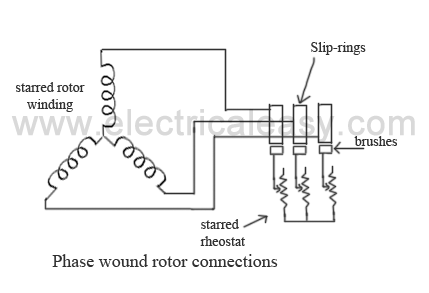 Slip-rings
starred rotor
winding
www.electricaleasy.com
brushes
starred
rheostat
Phase wound rotor connections